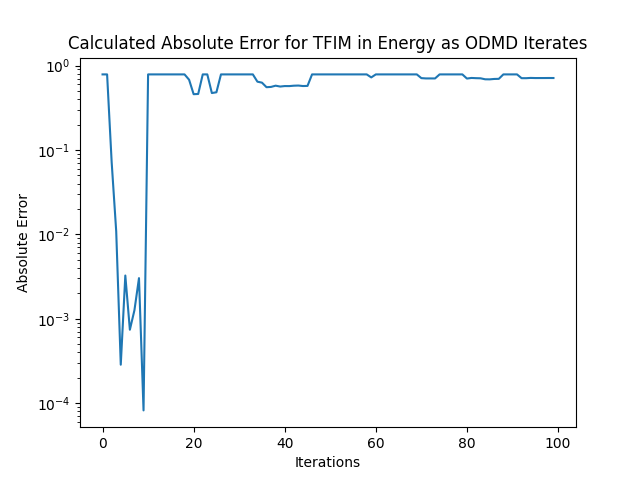 Calculated Absolute Error for TFIM in Energy as ODMD Iterates
10⁰
10⁻¹
10⁻²
10⁻³
10⁻⁴
Absolute Error
0 20 40 60 80 100
Iterations